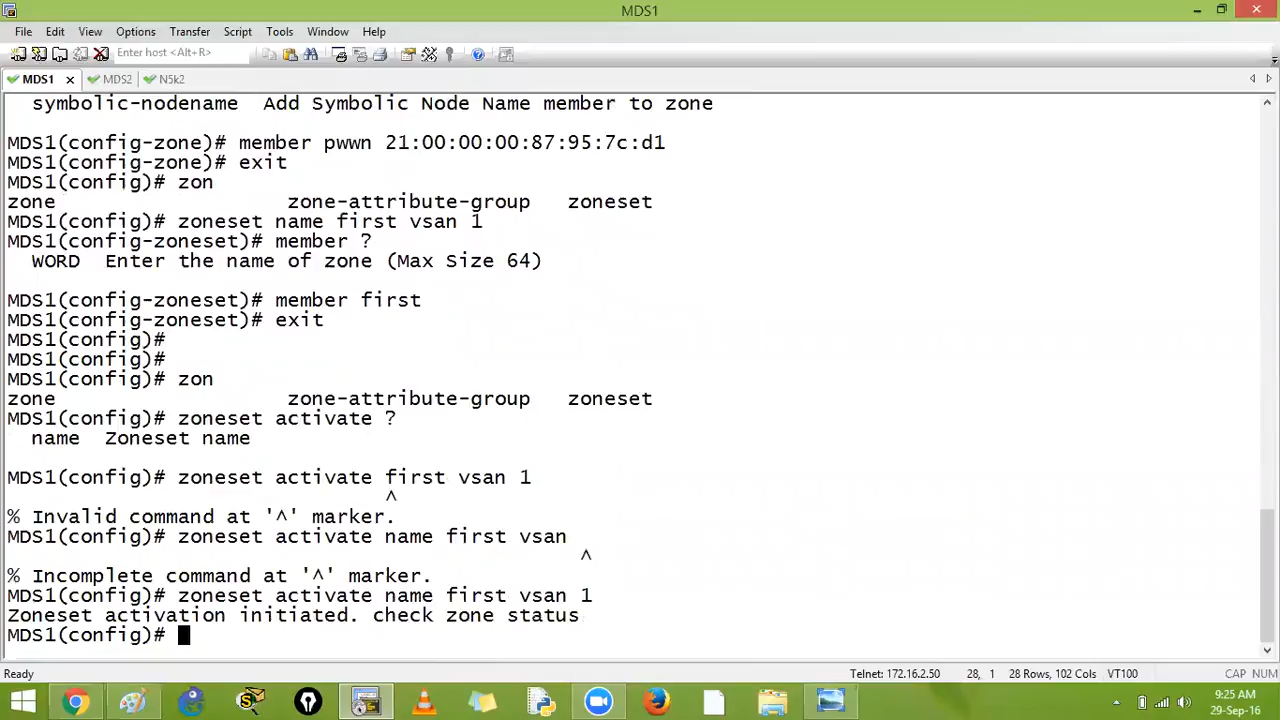 MDS1
File Edit View Options Transfer Script Tools Window Help
Enter host <Alt+R>
MDS1 x MDS2 N5k2
symbolic-nodename  Add Symbolic Node Name member to zone
MDS1(config-zone)# member pwwn 21:00:00:00:87:95:7c:d1
MDS1(config-zone)# exit
MDS1(config)# zon
zone zone-attribute-group zoneset
MDS1(config)# zoneset name first vsan 1
MDS1(config-zoneset)# member ?
WORD  Enter the name of zone (Max Size 64)
MDS1(config-zoneset)# member first
MDS1(config-zoneset)# exit
MDS1(config)#
MDS1(config)#
MDS1(config)# zon
zone zone-attribute-group zoneset
MDS1(config)# zoneset activate ?
name  Zoneset name
MDS1(config)# zoneset activate first vsan 1
^
% Invalid command at '^' marker.
MDS1(config)# zoneset activate name first vsan
^
% Incomplete command at '^' marker.
MDS1(config)# zoneset activate name first vsan 1
Zoneset activation initiated. check zone status
MDS1(config)#
Ready Telnet: 172.16.2.50 28, 1 28 Rows, 102 Cols VT100 CAP NUM
9:25 AM
29-Sep-16